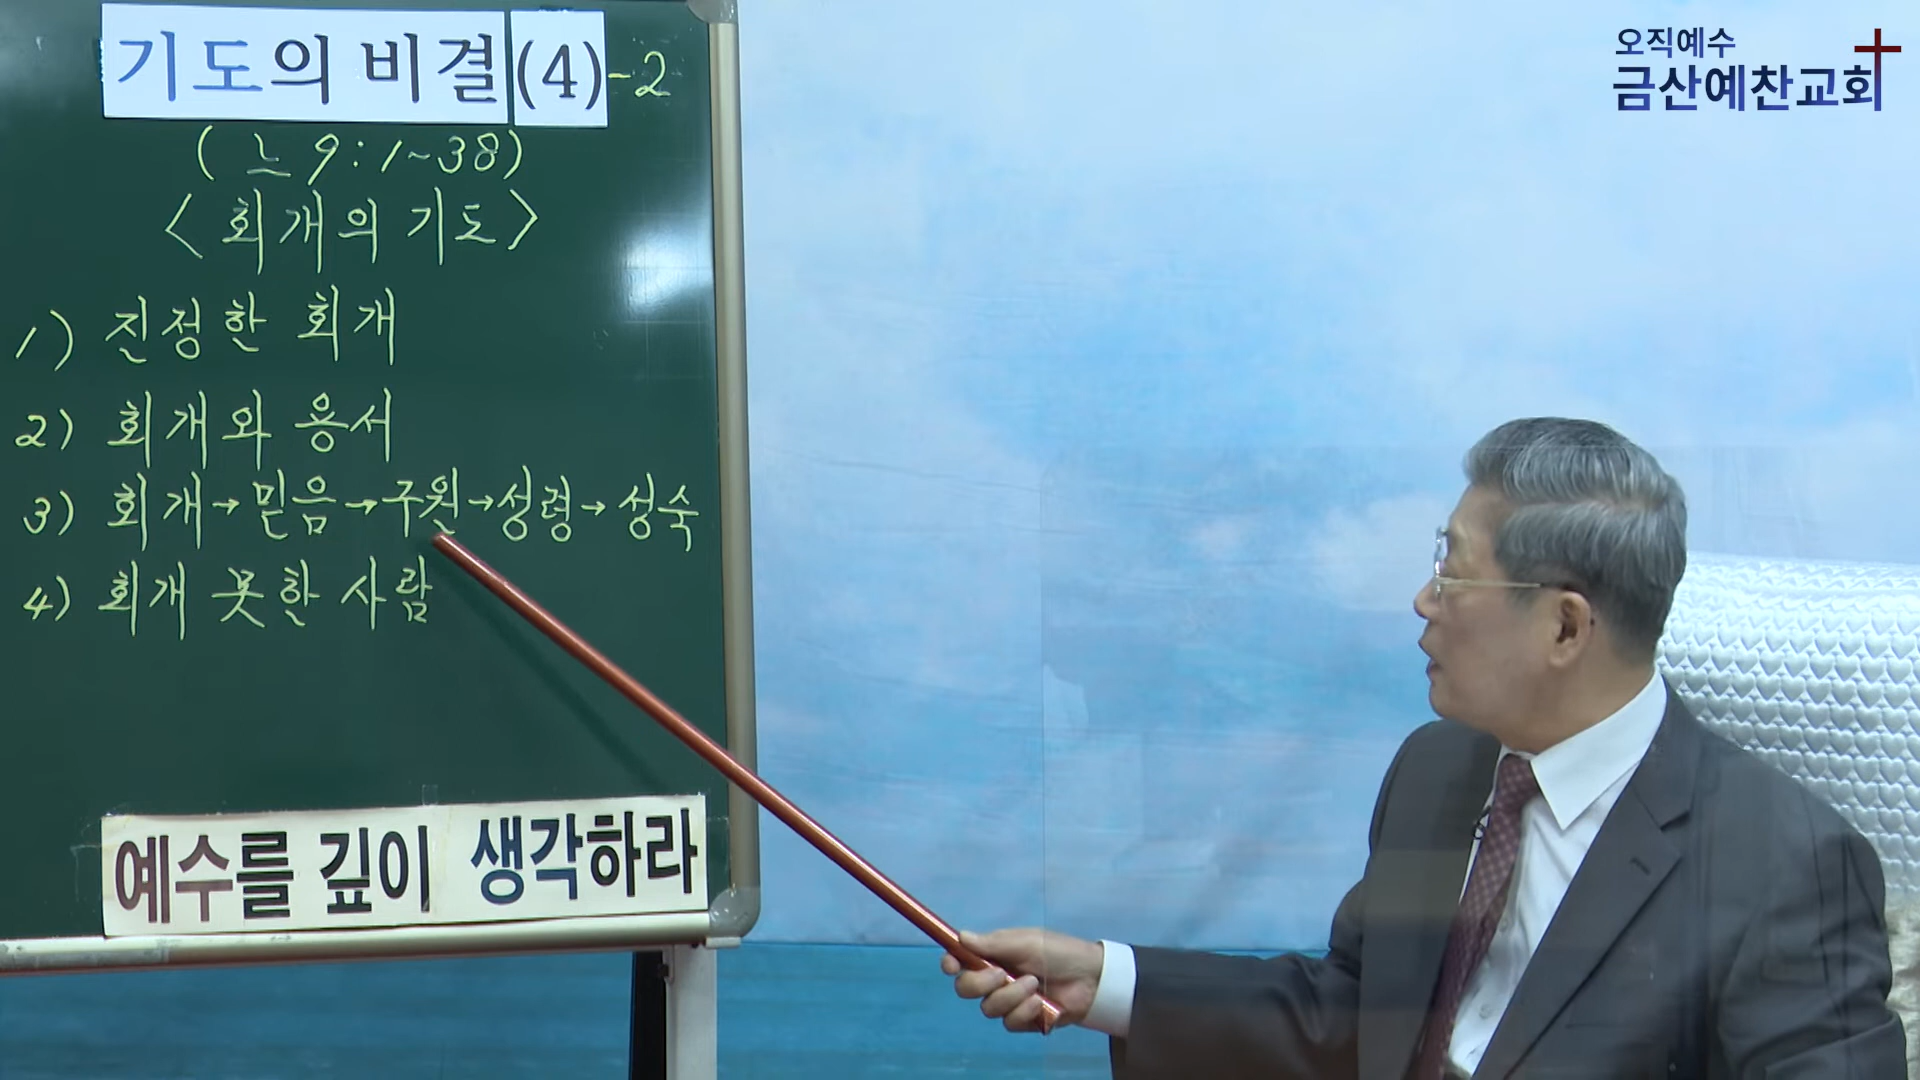 기도의 비결 (4)-2
(느 9:1~38)
<회개의 기도>
1) 진정한 회개
2) 회개와 용서
3) 회개→믿음→구원→성령→성숙
4) 회개 못한 사람
예수를 깊이 생각하라
오직예수
금산예찬교회